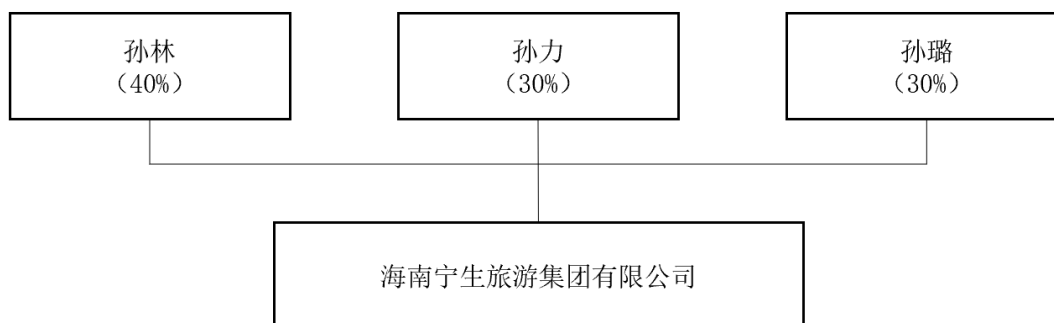 孙林
（40%）
孙力
（30%）
孙璐
（30%）
海南宁生旅游集团有限公司